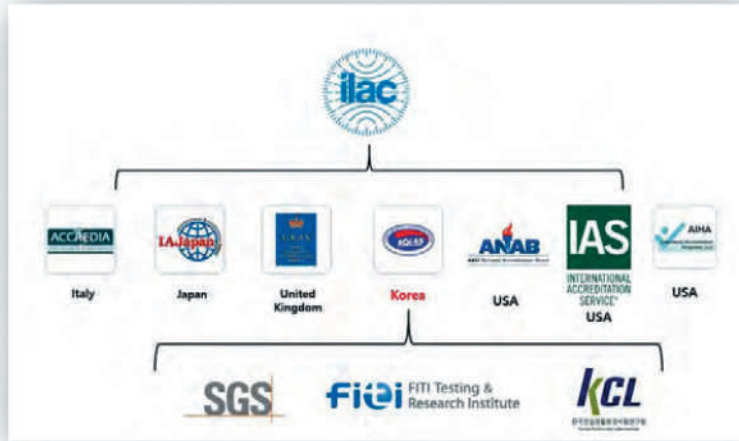 ilac
ACCREDIA
IAJapan
UKAS
KOLAS
ANAB
IAS
INTERNATIONAL
ACCREDITATION
SERVICE®
AIHA
Italy
Japan
United
Kingdom
Korea
USA
USA
USA
SGS
FiTi
FITI Testing &
Research Institute
KCL